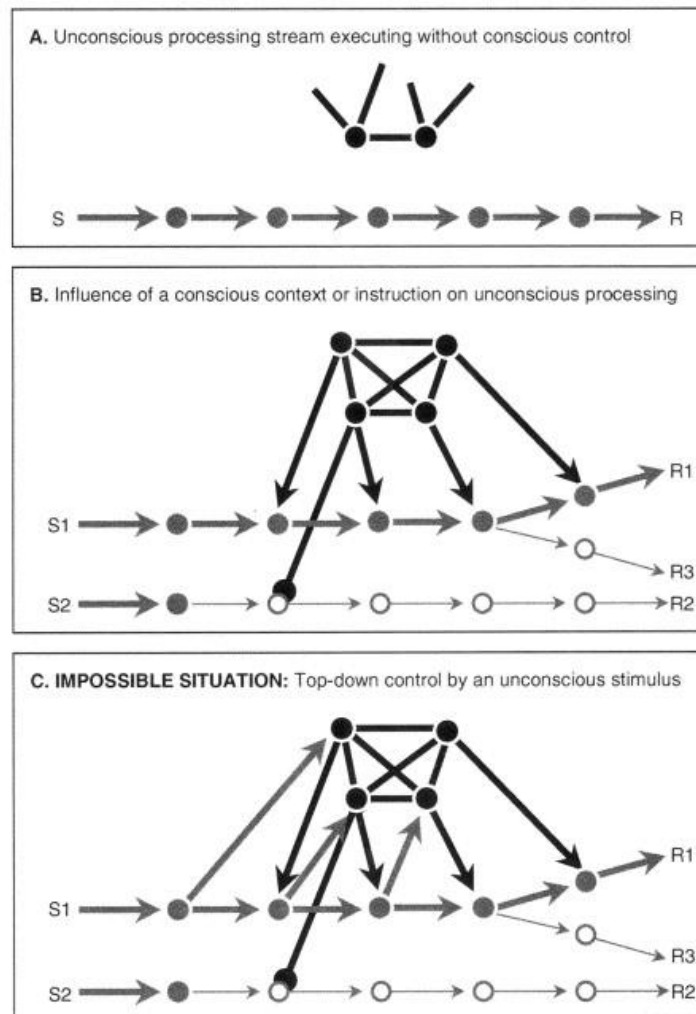 A. Unconscious processing stream executing without conscious control
S
R
B. Influence of a conscious context or instruction on unconscious processing
R1
S1
R3
S2
R2
C. IMPOSSIBLE SITUATION: Top-down control by an unconscious stimulus
R1
S1
R3
S2
R2